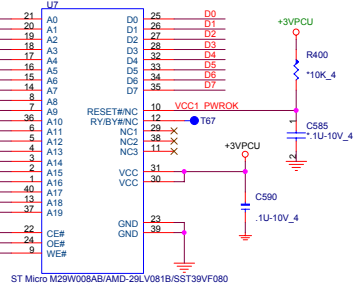 U7
21 A0 D0 25 D0
20 A1 D1 26 D1
19 A2 D2 27 D2
18 A3 D3 28 D3
17 A4 D4 32 D4
16 A5 D5 33 D5
15 A6 D6 34 D6
14 A7 D7 35 D7
8 A8
7 A9 RESET#/NC 10 VCC1_PWROK
36 A10 RY/BY#/NC 12 T67
6 A11 NC1 29
5 A12 NC2 38
4 A13 NC3 11
3 A14
2 A15 VCC 31
1 A16 VCC 30
40 A17
13 A18
37 A19
GND 23
22 CE# GND 39
24 OE#
9 WE#
+3VPCU
R400
*10K_4
1
C585
*.1U-10V_4
2
+3VPCU
C590
.1U-10V_4
ST Micro M29W008AB/AMD-29LV081B/SST39VF080